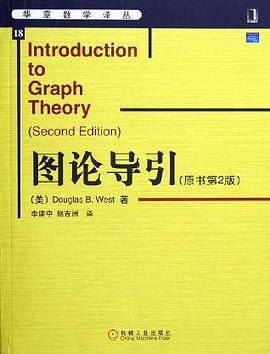 华章数学译丛
18
Introduction
to
Graph
Theory
(Second Edition)
图论导引(原书第2版)
(美) Douglas B. West 著
李建中 骆吉洲 译
机械工业出版社
China Machine Press